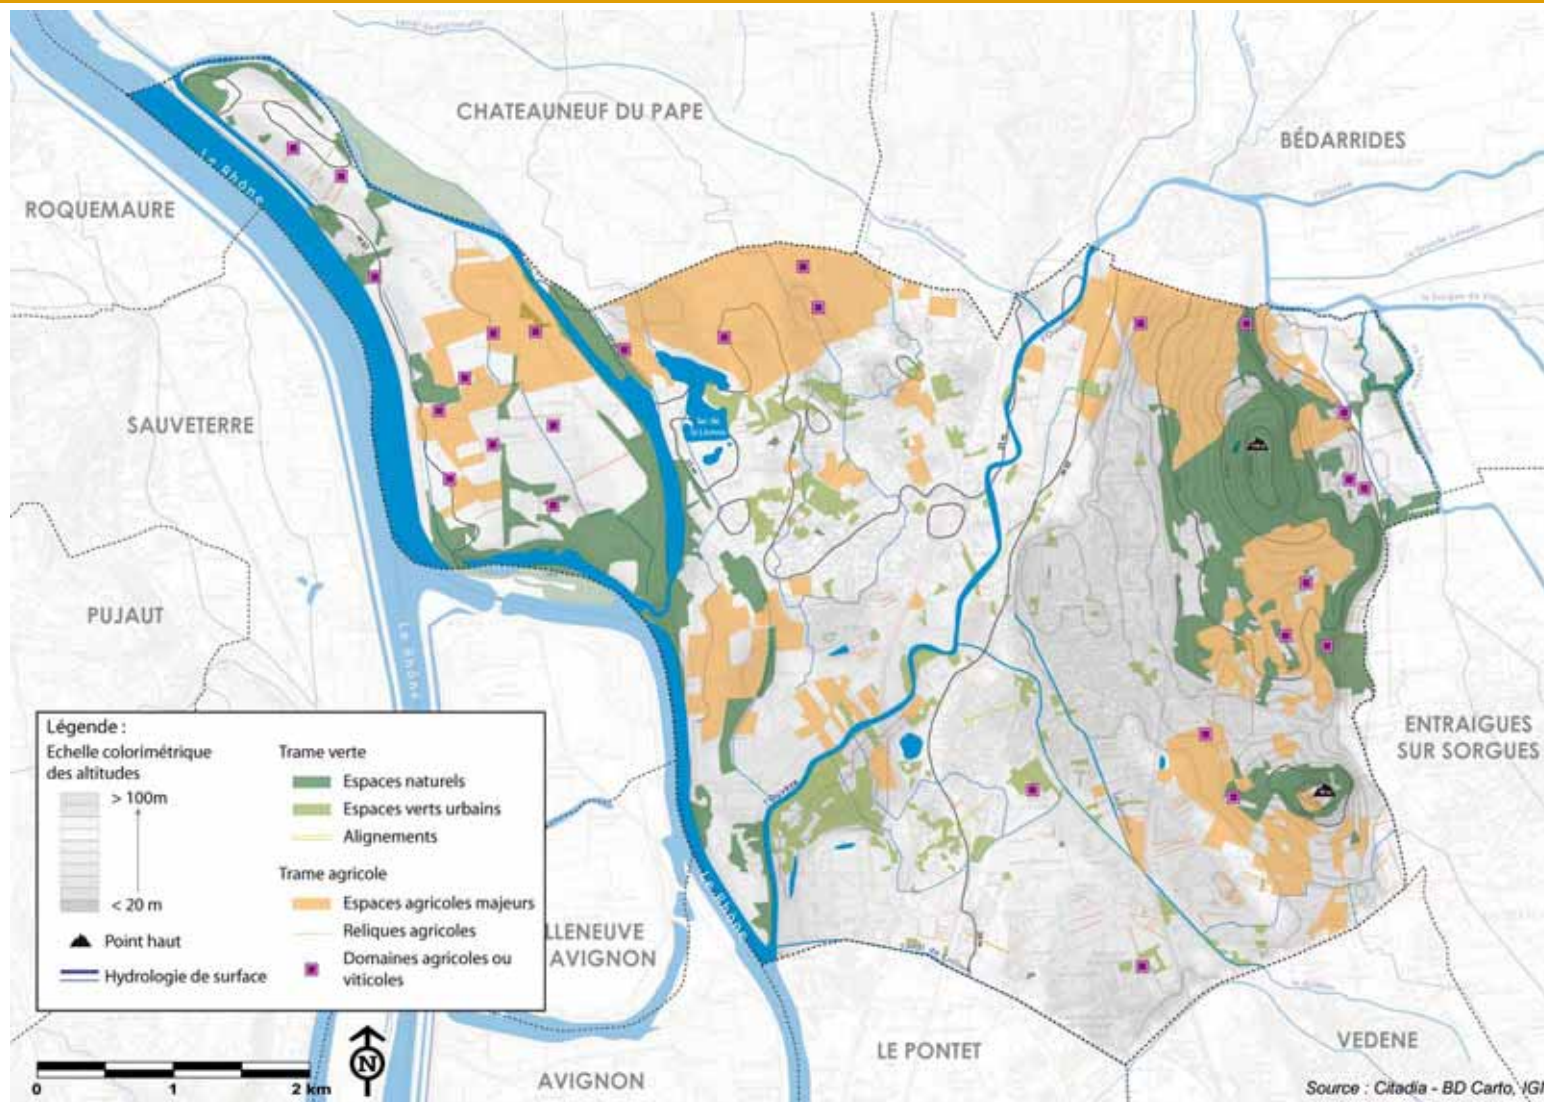 CHATEAUNEUF DU PAPE
BÉDARRIDES
ROQUEMAURE
Le Rhône
SAUVETERRE
PUJAUT
Le Rhône
ENTRAIGUES
SUR SORGUES
l'Ouvèze
Le Rhône
LLENEUVE
AVIGNON
LE PONTET
VEDENE
AVIGNON
Légende :
Echelle colorimétrique
des altitudes
> 100m
< 20 m
Point haut
Hydrologie de surface
Trame verte
Espaces naturels
Espaces verts urbains
Alignements
Trame agricole
Espaces agricoles majeurs
Reliques agricoles
Domaines agricoles ou
viticoles
N
0 1 2 km
Source : Citadia - BD Carto, IGN